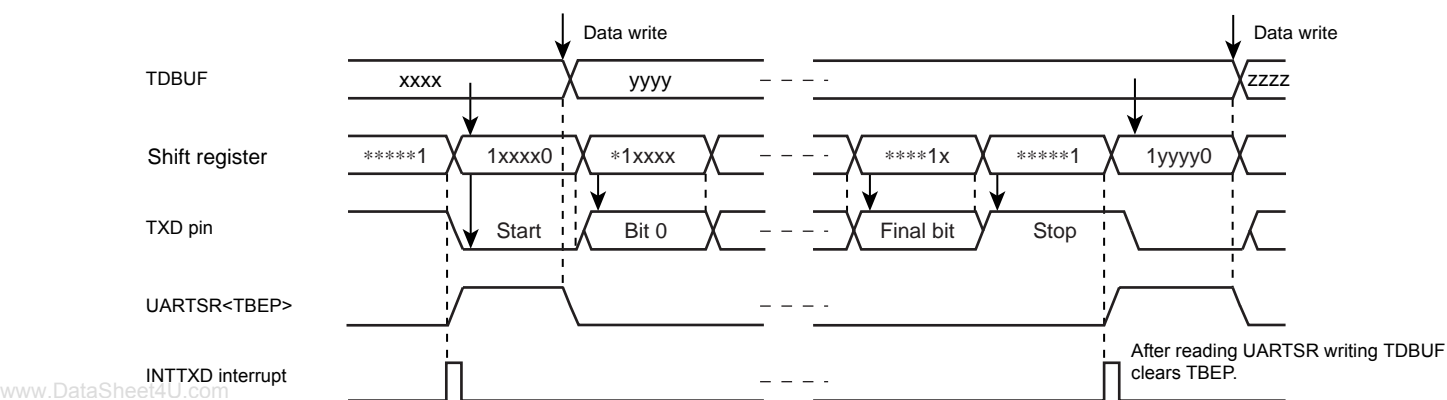 Data write
Data write
TDBUF
xxxx
yyyy
zzzz
Shift register
*****1
1xxxx0
*1xxxx
****1x
*****1
1yyyy0
TXD pin
Start
Bit 0
Final bit
Stop
UARTSR<TBEP>
After reading UARTSR writing TDBUF
clears TBEP.
INTTXD interrupt
www.DataSheet4U.com